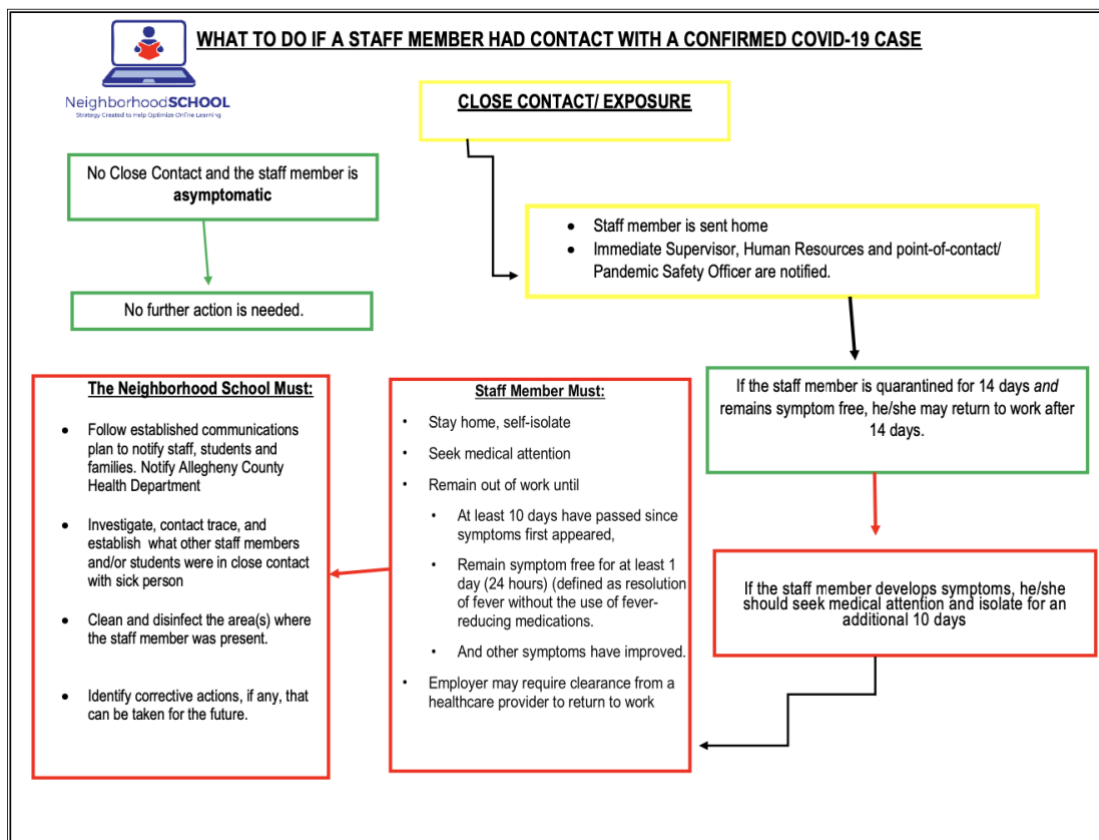 WHAT TO DO IF A STAFF MEMBER HAD CONTACT WITH A CONFIRMED COVID-19 CASE
NeighborhoodSCHOOL
Strategy Created to Help Optimize Online Learning
CLOSE CONTACT/ EXPOSURE
No Close Contact and the staff member is
asymptomatic
• Staff member is sent home
• Immediate Supervisor, Human Resources and point-of-contact/
Pandemic Safety Officer are notified.
No further action is needed.
The Neighborhood School Must:
• Follow established communications
plan to notify staff, students and
families. Notify Allegheny County
Health Department
• Investigate, contact trace, and
establish what other staff members
and/or students were in close contact
with sick person
• Clean and disinfect the area(s) where
the staff member was present.
• Identify corrective actions, if any, that
can be taken for the future.
Staff Member Must:
• Stay home, self-isolate
• Seek medical attention
• Remain out of work until
• At least 10 days have passed since
symptoms first appeared,
• Remain symptom free for at least 1
day (24 hours) (defined as resolution
of fever without the use of fever-
reducing medications.
• And other symptoms have improved.
• Employer may require clearance from a
healthcare provider to return to work
If the staff member is quarantined for 14 days and
remains symptom free, he/she may return to work after
14 days.
If the staff member develops symptoms, he/she
should seek medical attention and isolate for an
additional 10 days